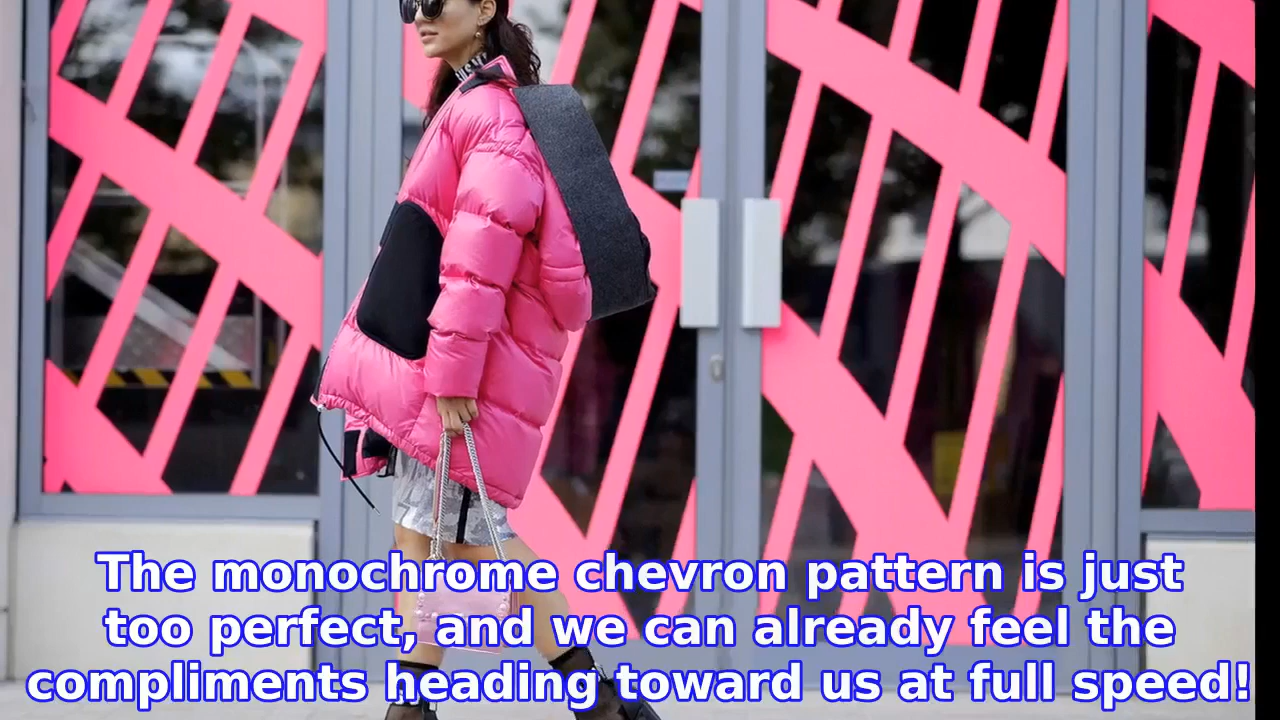 The monochrome chevron pattern is just
too perfect, and we can already feel the
compliments heading toward us at full speed!